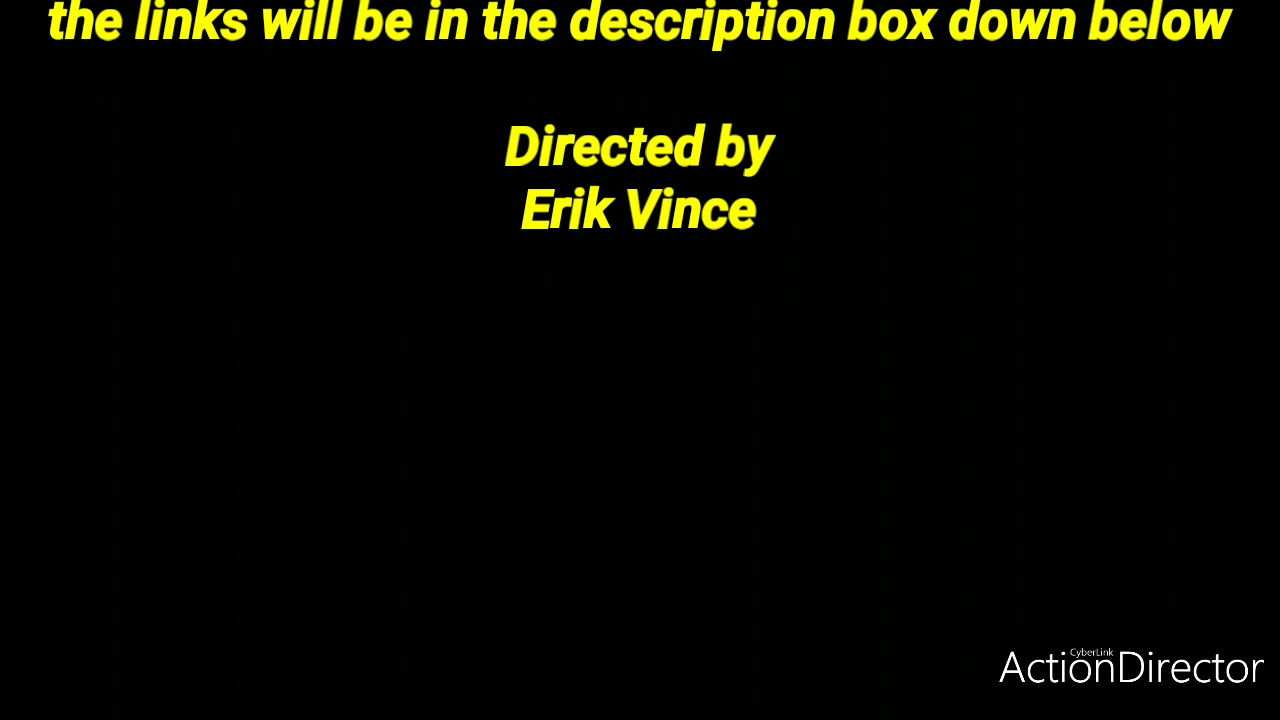 the links will be in the description box down below
Directed by
Erik Vince
CyberLink
ActionDirector